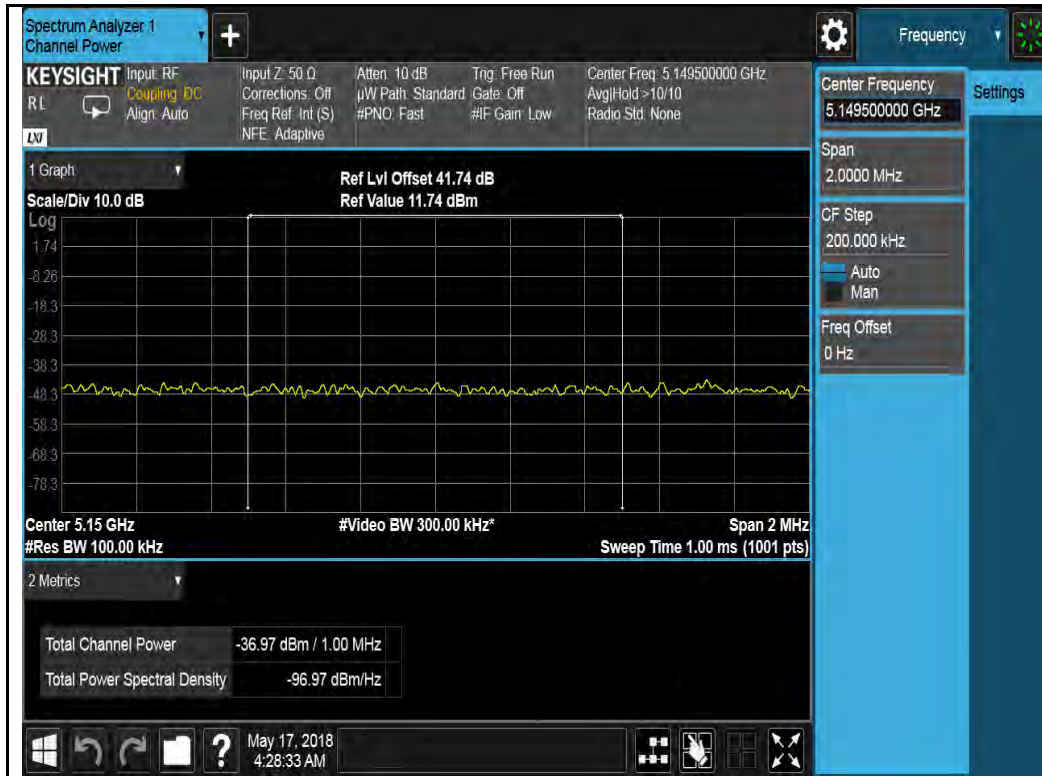 Spectrum Analyzer 1
Channel Power
Frequency
KEYSIGHT
RL
LXI
Input: RF
Coupling: DC
Align: Auto
Input Z: 50 Ω
Corrections: Off
Freq Ref: Int (S)
NFE: Adaptive
Atten: 10 dB
µW Path: Standard
#PNO: Fast
Trig: Free Run
Gate: Off
#IF Gain: Low
Center Freq: 5.149500000 GHz
Avg|Hold >10/10
Radio Std: None
Center Frequency
5.149500000 GHz
Settings
Span
2.0000 MHz
CF Step
200.000 kHz
Auto
Man
Freq Offset
0 Hz
1 Graph
Scale/Div 10.0 dB
Ref Lvl Offset 41.74 dB
Ref Value 11.74 dBm
Log
1.74
-8.26
-18.3
-28.3
-38.3
-48.3
-58.3
-68.3
-78.3
Center 5.15 GHz
#Video BW 300.00 kHz*
Span 2 MHz
#Res BW 100.00 kHz
Sweep Time 1.00 ms (1001 pts)
2 Metrics
Total Channel Power -36.97 dBm / 1.00 MHz
Total Power Spectral Density -96.97 dBm/Hz
?
May 17, 2018
4:28:33 AM